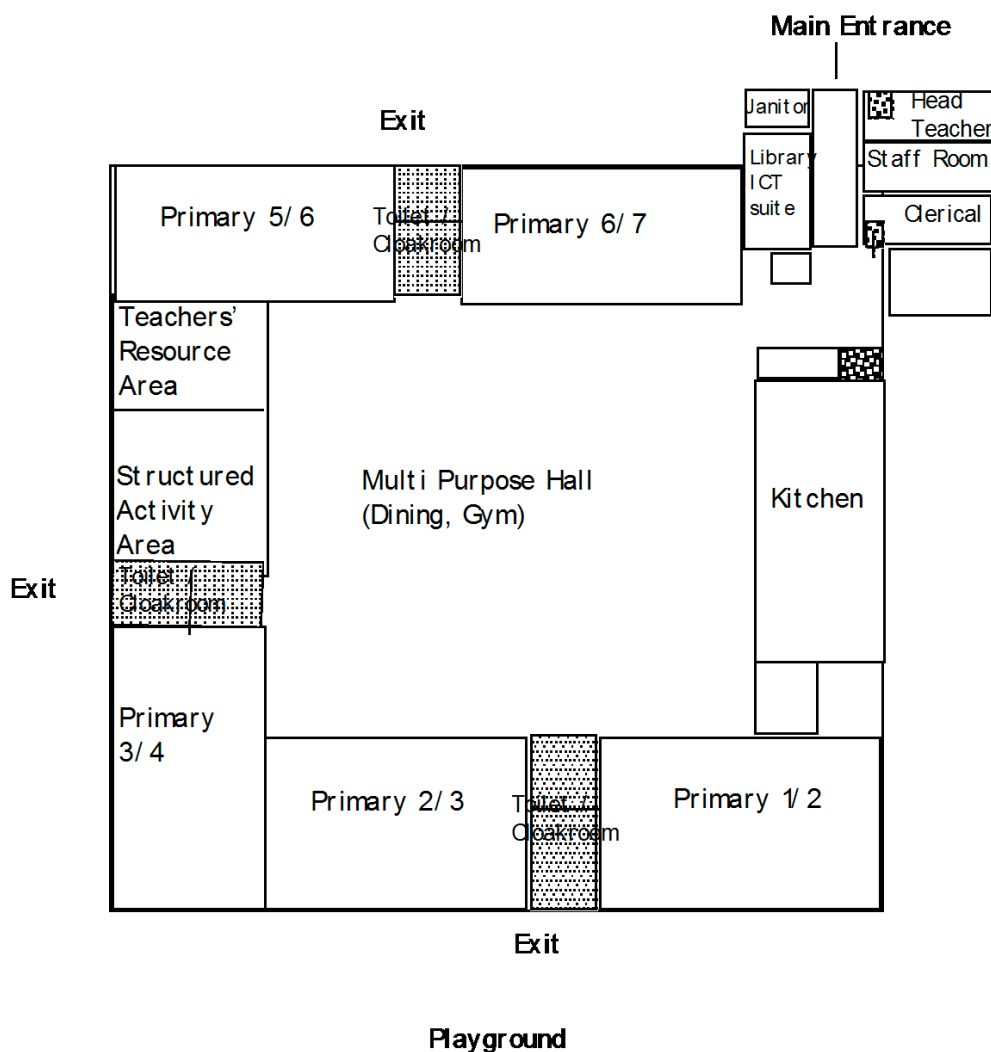 Main Entrance
Exit
Janitor
Head
Teacher
Library
ICT
suite
Staff Room
Clerical
Primary 5/6
Toilet /
Cloakroom
Primary 6/7
Teachers'
Resource
Area
Structured
Activity
Area
Multi Purpose Hall
(Dining, Gym)
Kitchen
Exit
Toilet /
Cloakroom
Primary
3/4
Primary 2/3
Toilet /
Cloakroom
Primary 1/2
Exit
Playground